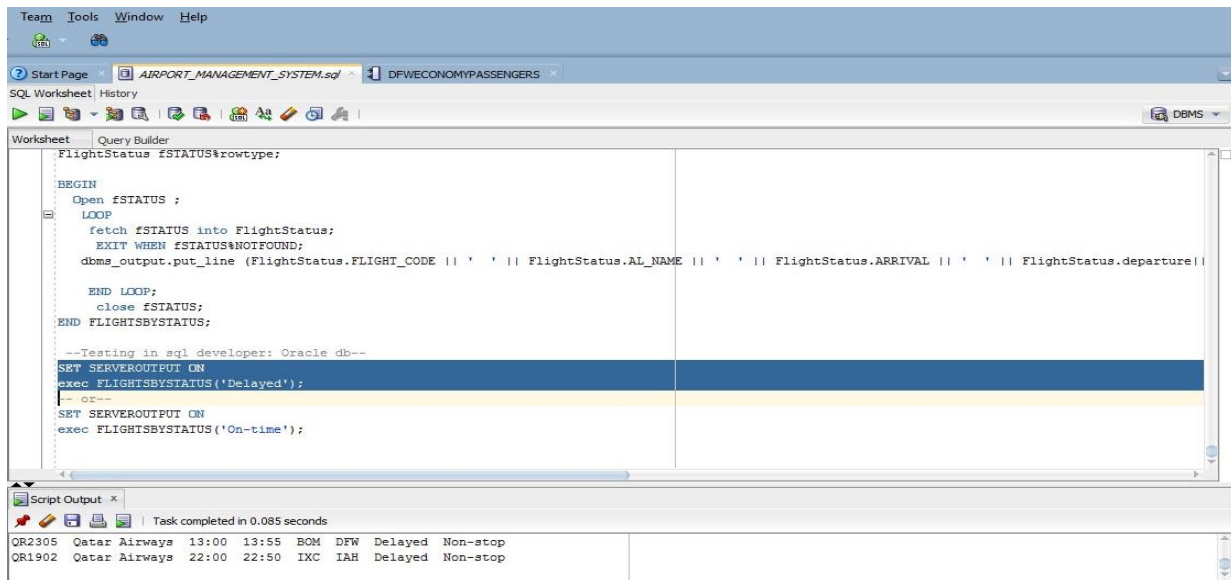 Team Tools Window Help
Start Page AIRPORT_MANAGEMENT_SYSTEM.sql DFWECONOMYPASSENGERS
SQL Worksheet History
DBMS
Worksheet Query Builder
FlightStatus fSTATUS%rowtype;
BEGIN
Open fSTATUS ;
LOOP
fetch fSTATUS into FlightStatus;
EXIT WHEN fSTATUS%NOTFOUND;
dbms_output.put_line (FlightStatus.FLIGHT_CODE || '  ' || FlightStatus.AL_NAME || '  ' || FlightStatus.ARRIVAL || '  ' || FlightStatus.departure||
END LOOP;
close fSTATUS;
END FLIGHTSBYSTATUS;
--Testing in sql developer: Oracle db--
SET SERVEROUTPUT ON
exec FLIGHTSBYSTATUS('Delayed');
-- or--
SET SERVEROUTPUT ON
exec FLIGHTSBYSTATUS('On-time');
Script Output
Task completed in 0.085 seconds
QR2305 Qatar Airways 13:00 13:55 BOM DFW Delayed Non-stop
QR1902 Qatar Airways 22:00 22:50 IXC IAH Delayed Non-stop